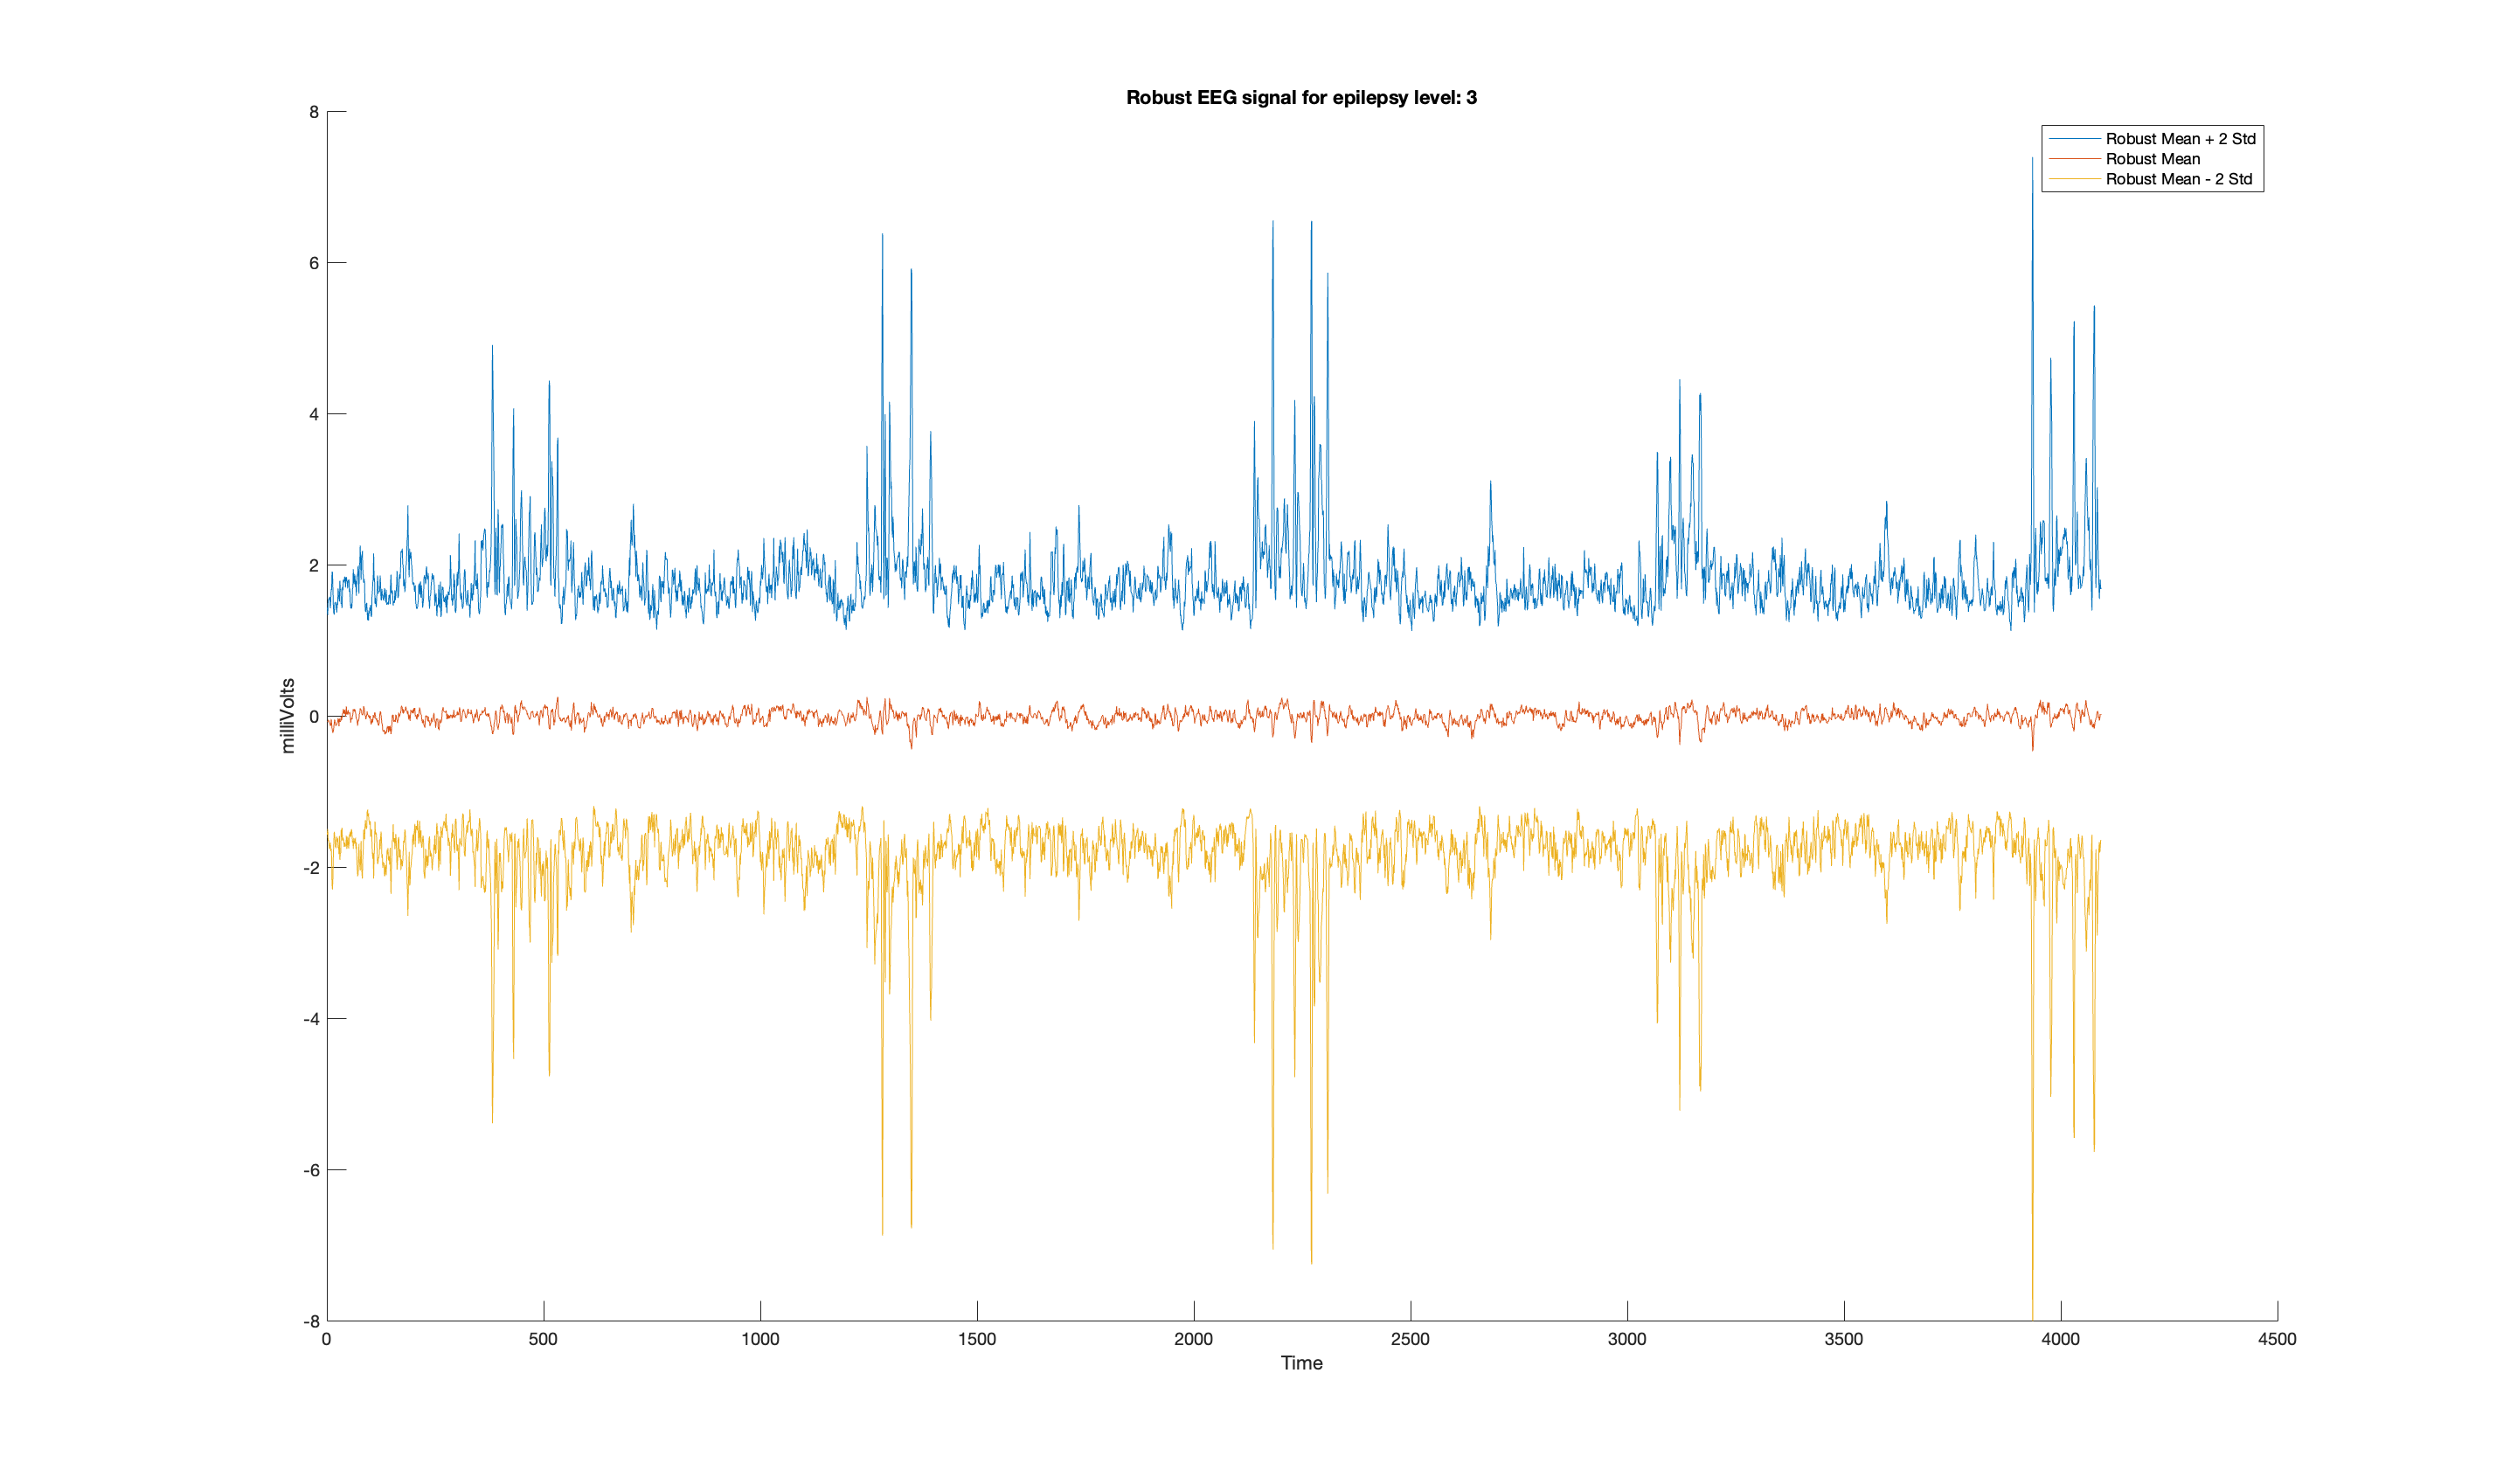 Robust EEG signal for epilepsy level: 3
8
Robust Mean + 2 Std
Robust Mean
Robust Mean - 2 Std
6
4
2
milliVolts
0
-2
-4
-6
-8
0 500 1000 1500 2000 2500 3000 3500 4000 4500
Time